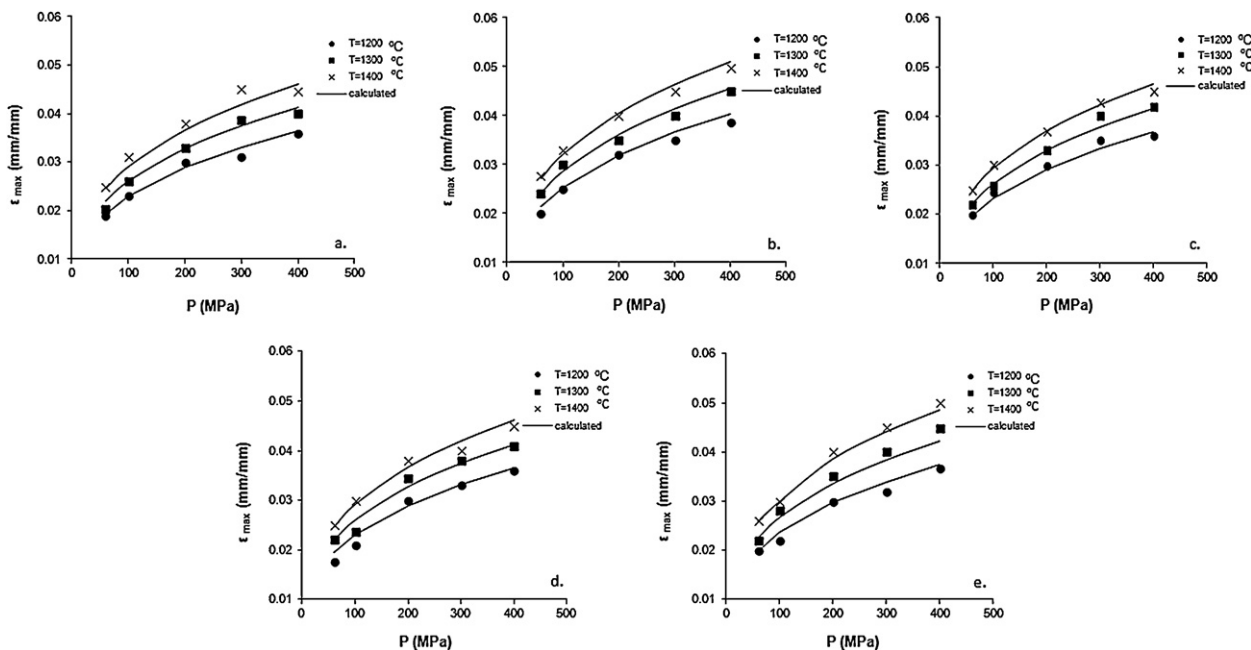 0.06
0.05
0.04
0.03
0.02
0.01
ε max (mm/mm)
0 100 200 300 400 500
P (MPa)
T=1200 °C
T=1300 °C
T=1400 °C
calculated
a.
0.06
0.05
0.04
0.03
0.02
0.01
ε max (mm/mm)
0 100 200 300 400 500
P (MPa)
T=1200 °C
T=1300 °C
T=1400 °C
calculated
b.
0.06
0.05
0.04
0.03
0.02
0.01
ε max (mm/mm)
0 100 200 300 400 500
P (MPa)
T=1200 °C
T=1300 °C
T=1400 °C
calculated
c.
0.06
0.05
0.04
0.03
0.02
0.01
ε max (mm/mm)
0 100 200 300 400 500
P (MPa)
T=1200 °C
T=1300 °C
T=1400 °C
calculated
d.
0.06
0.05
0.04
0.03
0.02
0.01
ε max (mm/mm)
0 100 200 300 400 500
P (MPa)
T=1200 °C
T=1300 °C
T=1400 °C
calculated
e.